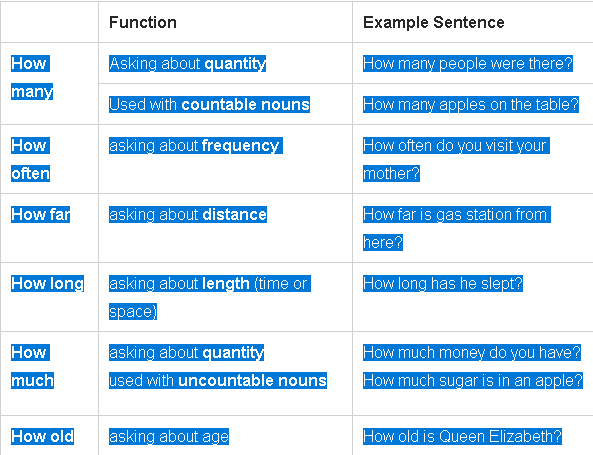 Function Example Sentence
How Asking about quantity How many people were there?
many
Used with countable nouns How many apples on the table?
How asking about frequency How often do you visit your
often mother?
How far asking about distance How far is gas station from
here?
How long asking about length (time or How long has he slept?
space)
How asking about quantity How much money do you have?
much used with uncountable nouns How much sugar is in an apple?
How old asking about age How old is Queen Elizabeth?